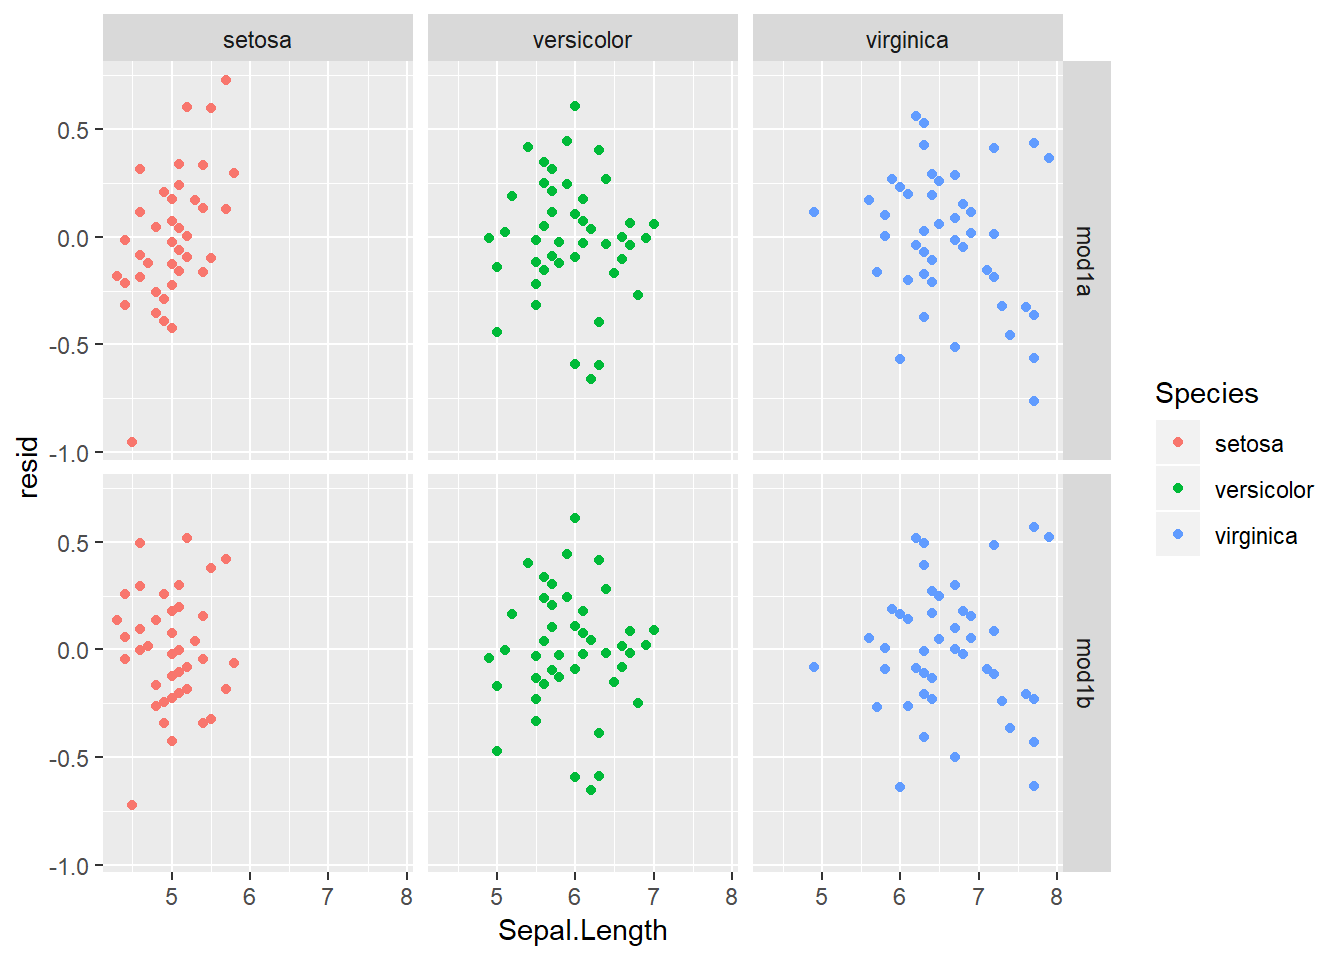 setosa
versicolor
virginica
0.5
0.0
-0.5
-1.0
mod1a
0.5
0.0
-0.5
-1.0
mod1b
resid
5 6 7 8
5 6 7 8
5 6 7 8
Sepal.Length
Species
setosa
versicolor
virginica